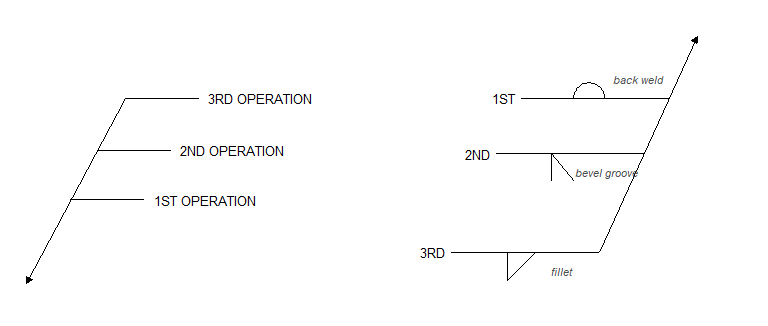 3RD OPERATION
2ND OPERATION
1ST OPERATION
back weld
1ST
2ND
bevel groove
3RD
fillet